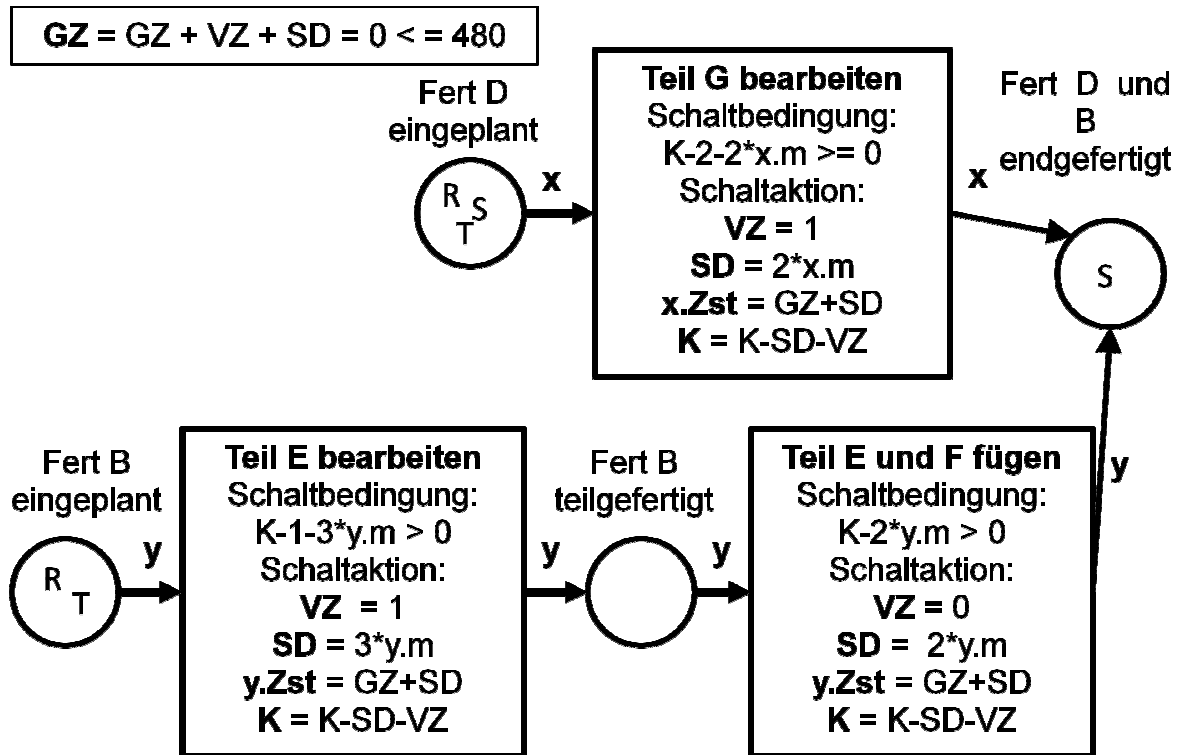 GZ = GZ + VZ + SD = 0 < = 480
Fert D
eingeplant
R S
T
x
Teil G bearbeiten
Schaltbedingung:
K-2-2*x.m >= 0
Schaltaktion:
VZ = 1
SD = 2*x.m
x.Zst = GZ+SD
K = K-SD-VZ
x
Fert D und
B
endgefertigt
S
Fert B
eingeplant
R
T
y
Teil E bearbeiten
Schaltbedingung:
K-1-3*y.m > 0
Schaltaktion:
VZ = 1
SD = 3*y.m
y.Zst = GZ+SD
K = K-SD-VZ
y
Fert B
teilgefertigt
y
Teil E und F fügen
Schaltbedingung:
K-2*y.m > 0
Schaltaktion:
VZ = 0
SD = 2*y.m
y.Zst = GZ+SD
K = K-SD-VZ
y